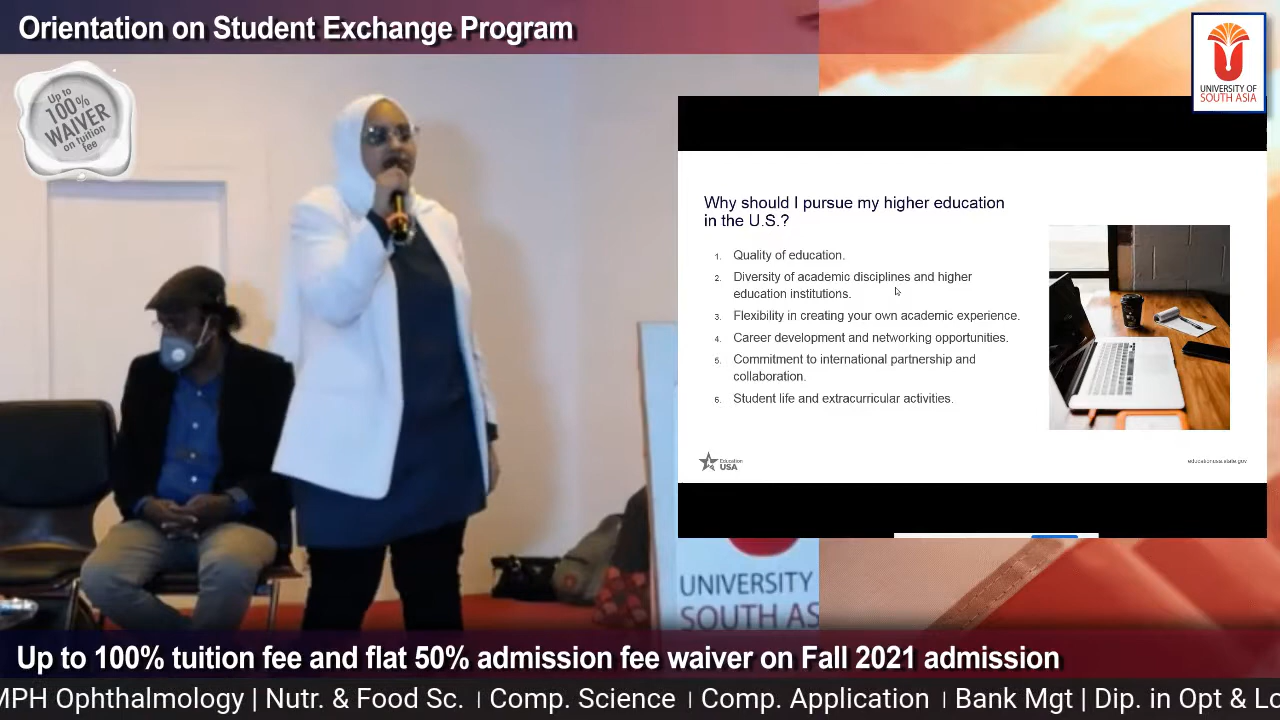 Orientation on Student Exchange Program
Up to
100%
WAIVER
on tuition
fee
UNIVERSITY OF
SOUTH ASIA
Why should I pursue my higher education
in the U.S.?
1. Quality of education.
2. Diversity of academic disciplines and higher
education institutions.
3. Flexibility in creating your own academic experience.
4. Career development and networking opportunities.
5. Commitment to international partnership and
collaboration.
6. Student life and extracurricular activities.
Education
USA
educationusa.state.gov
UNIVERSITY
SOUTH AS
Up to 100% tuition fee and flat 50% admission fee waiver on Fall 2021 admission
MPH Ophthalmology | Nutr. & Food Sc. | Comp. Science | Comp. Application | Bank Mgt | Dip. in Opt & Lo